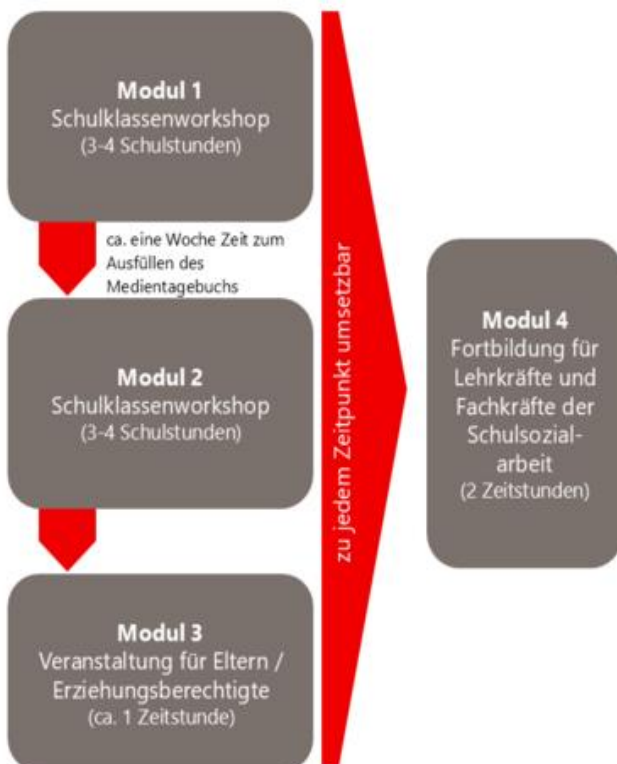 Modul 1
Schulklassenworkshop
(3-4 Schulstunden)
ca. eine Woche Zeit zum
Ausfüllen des
Medientagebuchs
Modul 2
Schulklassenworkshop
(3-4 Schulstunden)
Modul 3
Veranstaltung für Eltern /
Erziehungsberechtigte
(ca. 1 Zeitstunde)
zu jedem Zeitpunkt umsetzbar
Modul 4
Fortbildung für
Lehrkräfte und
Fachkräfte der
Schulsozial-
arbeit
(2 Zeitstunden)